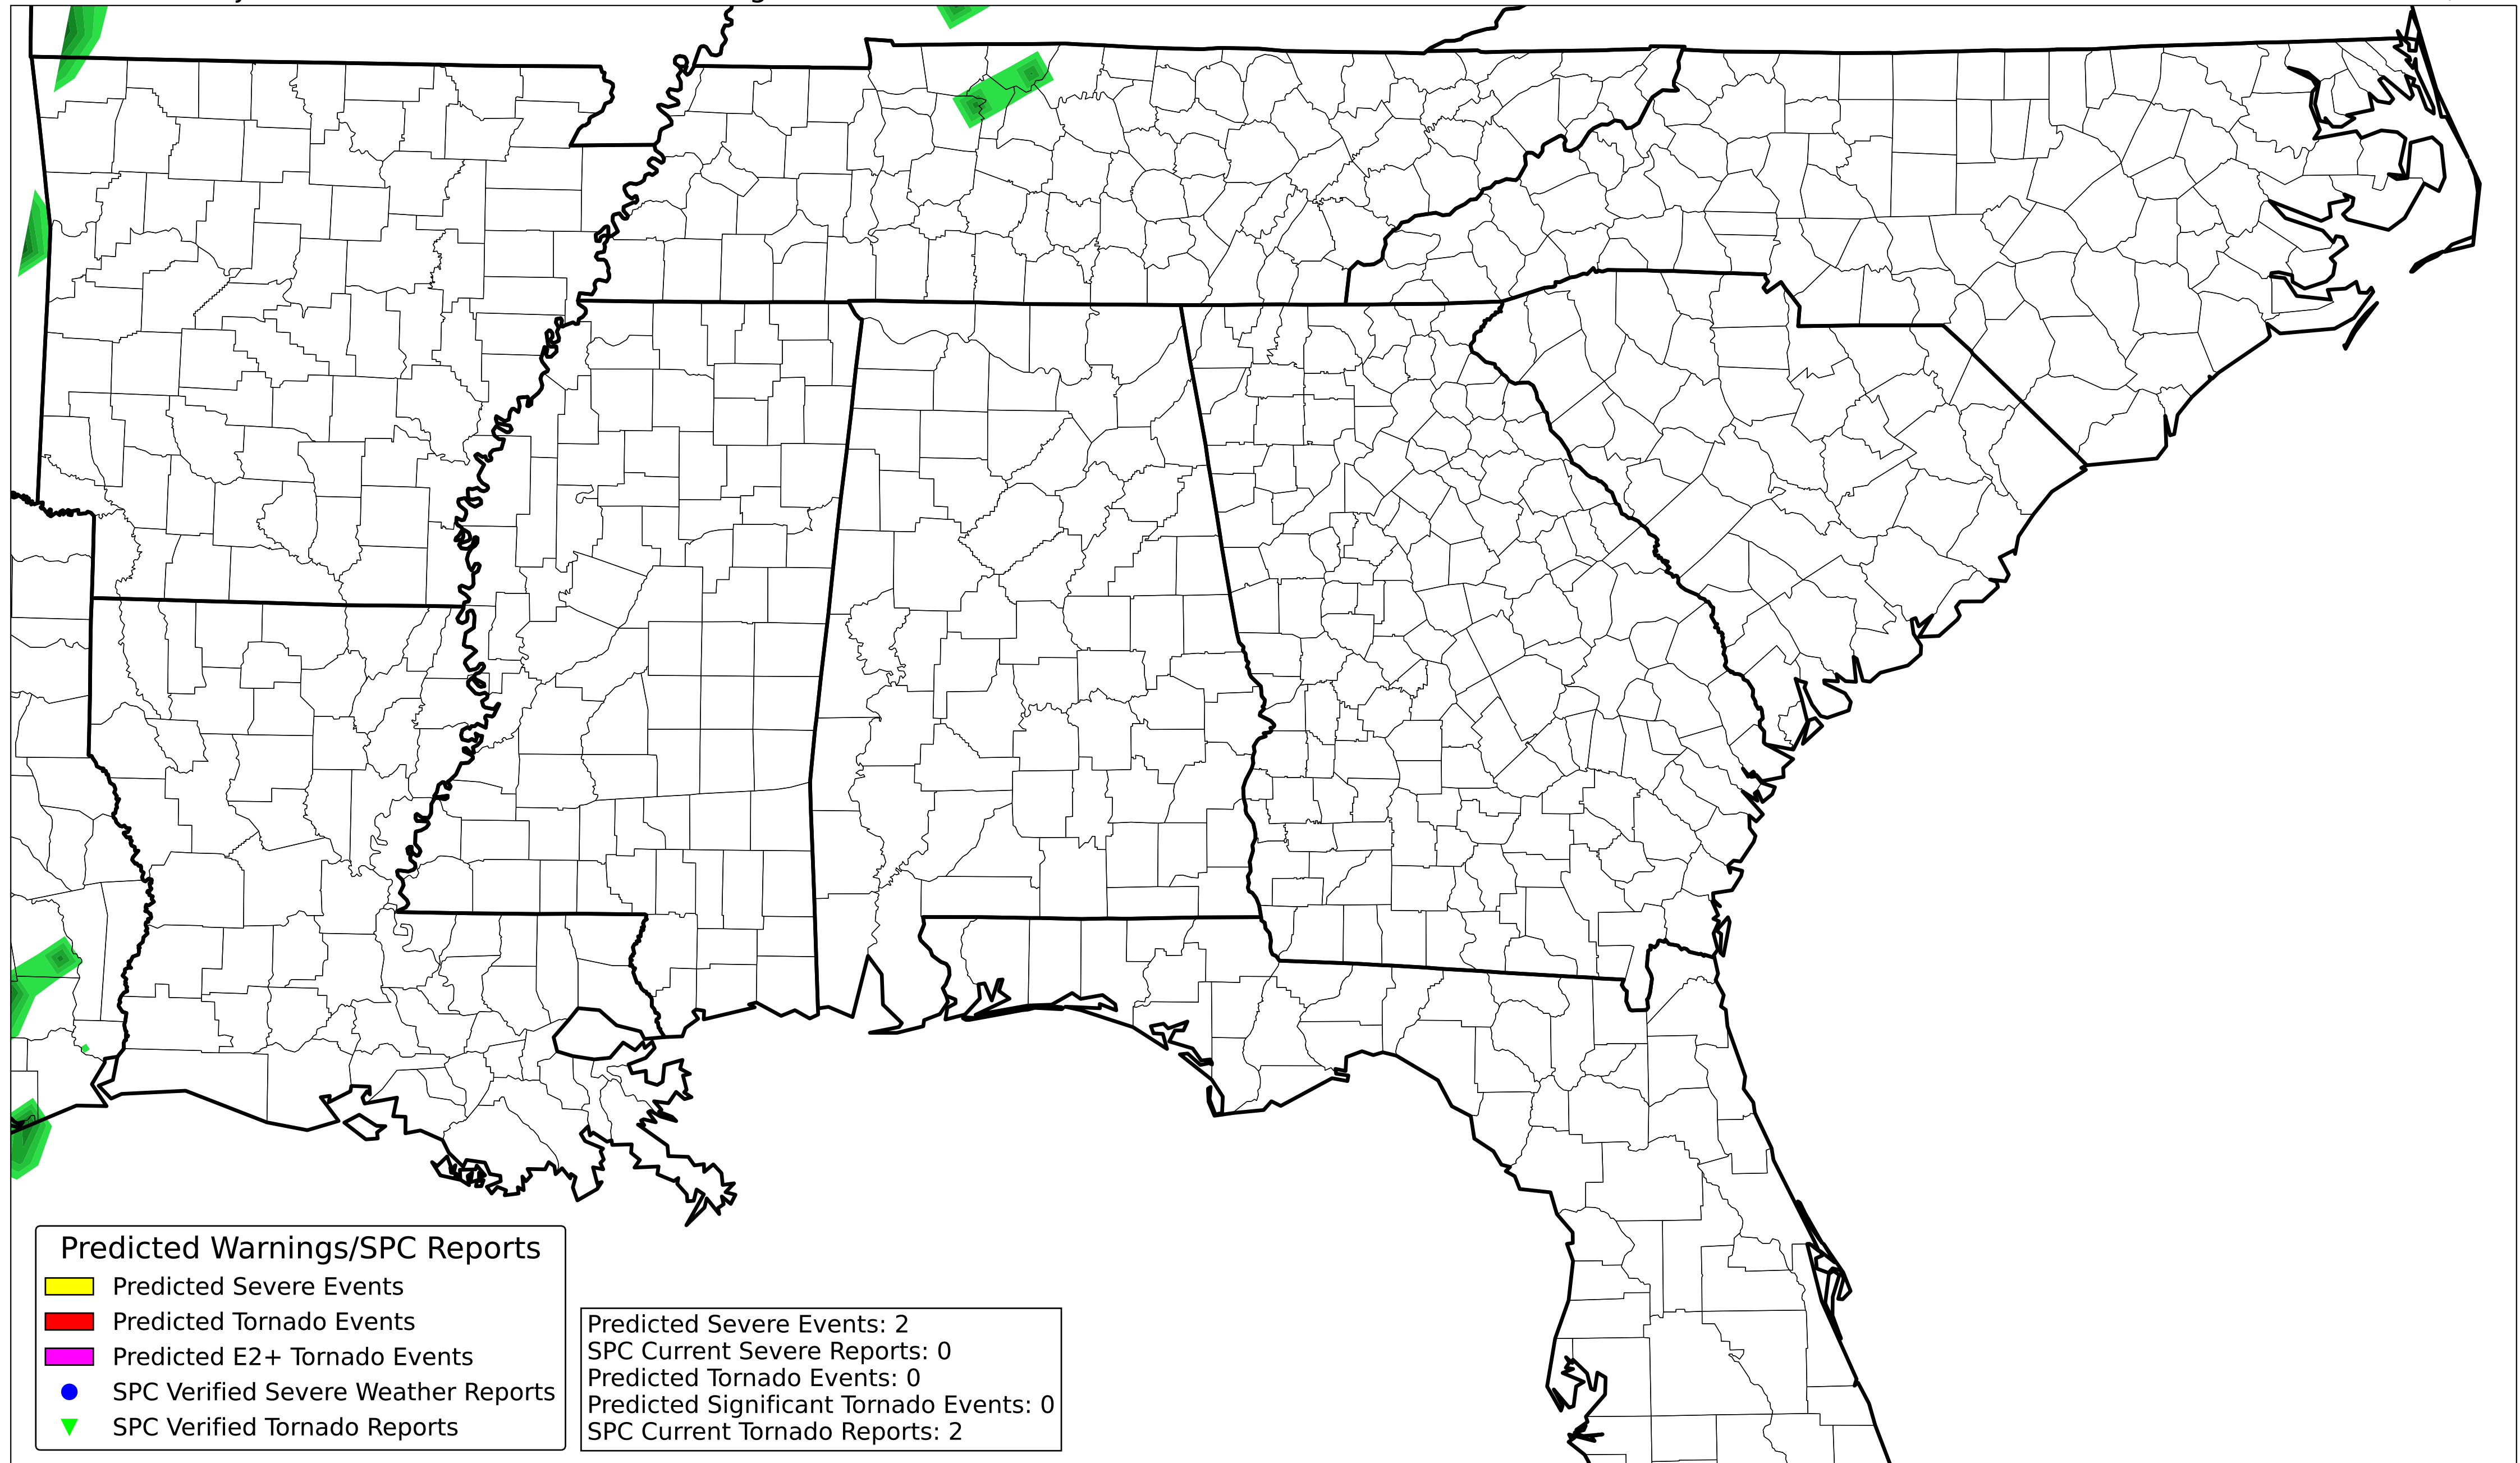 Predicted Warnings/SPC Reports
Predicted Severe Events
Predicted Tornado Events
Predicted E2+ Tornado Events
SPC Verified Severe Weather Reports
SPC Verified Tornado Reports
Predicted Severe Events: 2
SPC Current Severe Reports: 0
Predicted Tornado Events: 0
Predicted Significant Tornado Events: 0
SPC Current Tornado Reports: 2